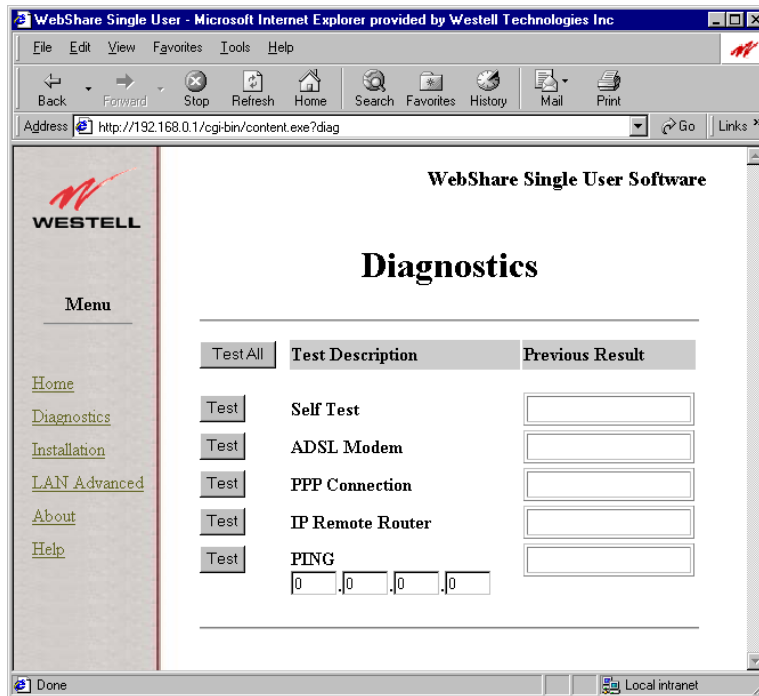 WebShare Single User - Microsoft Internet Explorer provided by Westell Technologies Inc
File Edit View Favorites Tools Help
Back Forward Stop Refresh Home Search Favorites History Mail Print
Address http://192.168.0.1/cgi-bin/content.exe?diag Go Links »
WESTELL
WebShare Single User Software
Diagnostics
Menu
Home
Diagnostics
Installation
LAN Advanced
About
Help
Test All Test Description Previous Result
Test Self Test
Test ADSL Modem
Test PPP Connection
Test IP Remote Router
Test PING
0 . 0 . 0 . 0
Done Local intranet